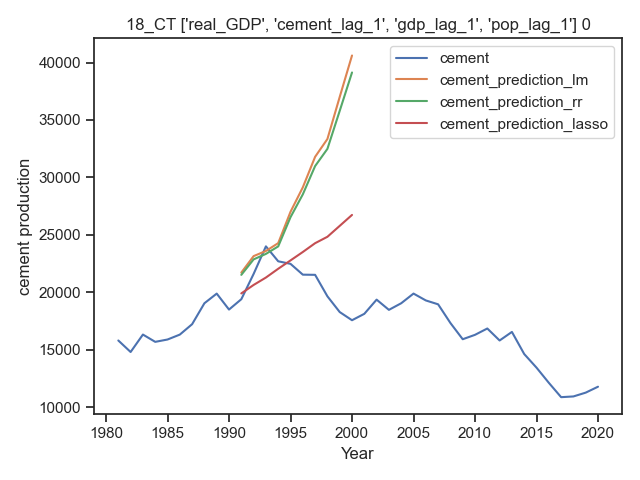 18_CT ['real_GDP', 'cement_lag_1', 'gdp_lag_1', 'pop_lag_1'] 0
cement
cement_prediction_lm
cement_prediction_rr
cement_prediction_lasso
cement production
40000
35000
30000
25000
20000
15000
10000
1980 1985 1990 1995 2000 2005 2010 2015 2020
Year